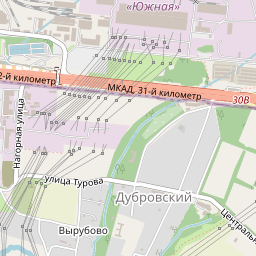 "Южная"
2-й километр
МКАД, 31-й километр
30В
Нагорная улица
улица Турова
Дубровский
Вырубово
Центральн